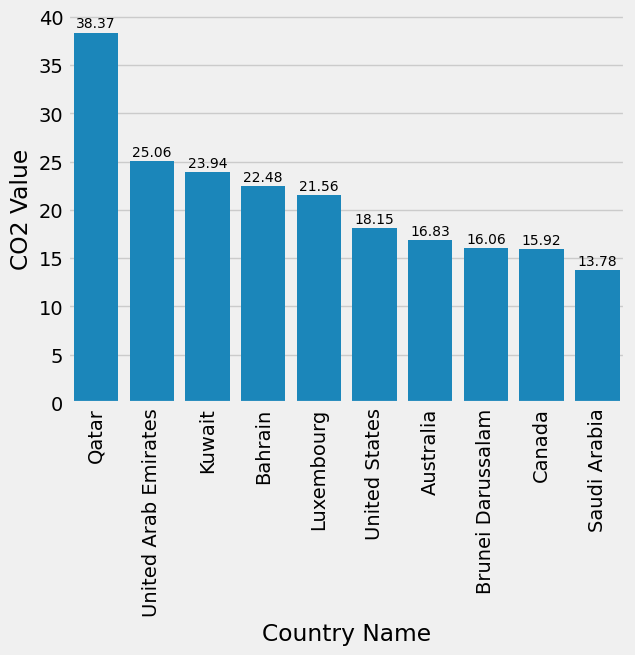 40
35
30
25
20
15
10
5
0
CO2 Value
38.37
25.06
23.94
22.48
21.56
18.15
16.83
16.06
15.92
13.78
Qatar
United Arab Emirates
Kuwait
Bahrain
Luxembourg
United States
Australia
Brunei Darussalam
Canada
Saudi Arabia
Country Name